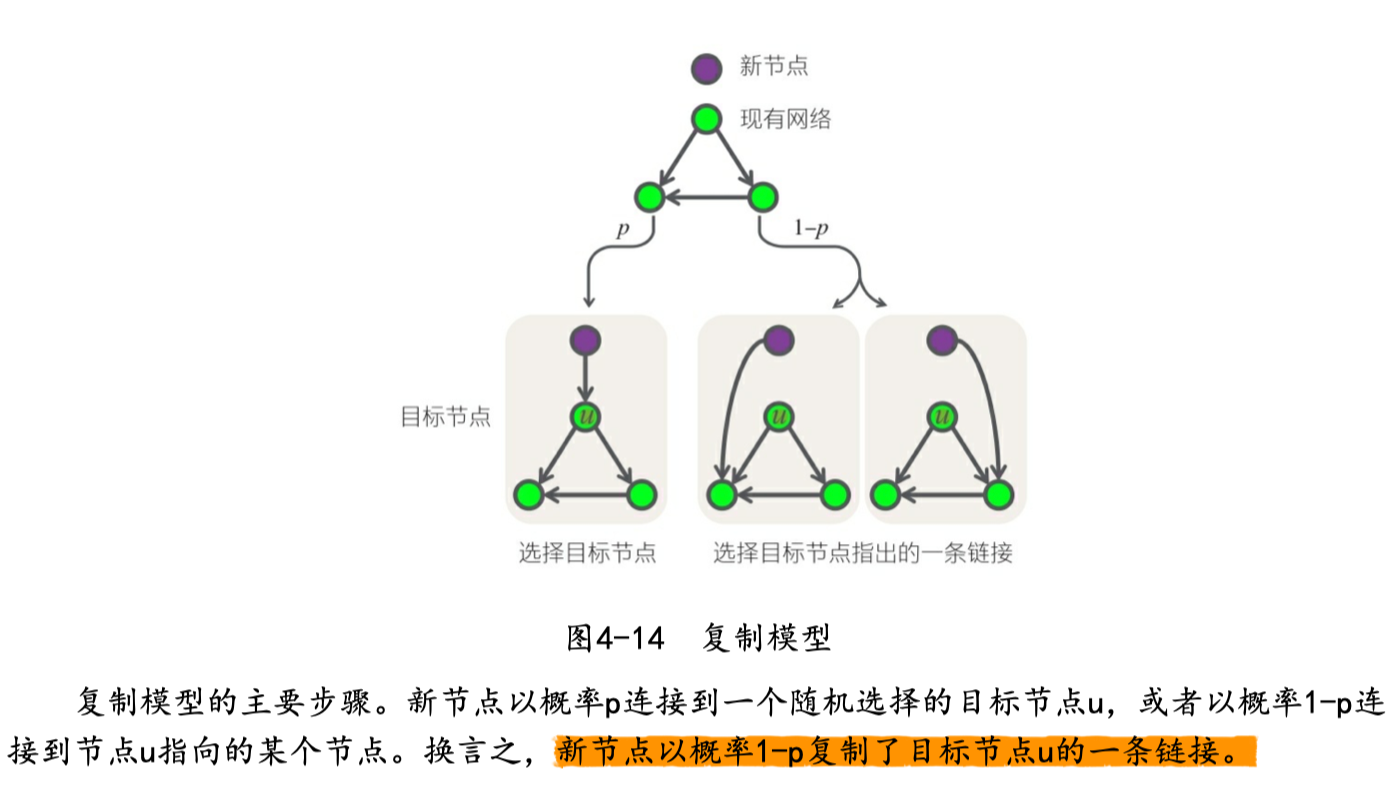 新节点
现有网络
p
1-p
目标节点
u
u
u
选择目标节点
选择目标节点指出的一条链接
图4-14 复制模型
复制模型的主要步骤。新节点以概率p连接到一个随机选择的目标节点u，或者以概率1-p连
接到节点u指向的某个节点。换言之，新节点以概率1-p复制了目标节点u的一条链接。